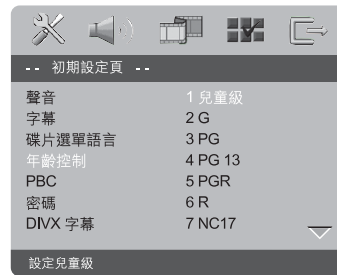 -- 初期設定頁 --
聲音 1 兒童級
字幕 2 G
碟片選單語言 3 PG
年齡控制 4 PG 13
PBC 5 PGR
密碼 6 R
DIVX 字幕 7 NC17
設定兒童級